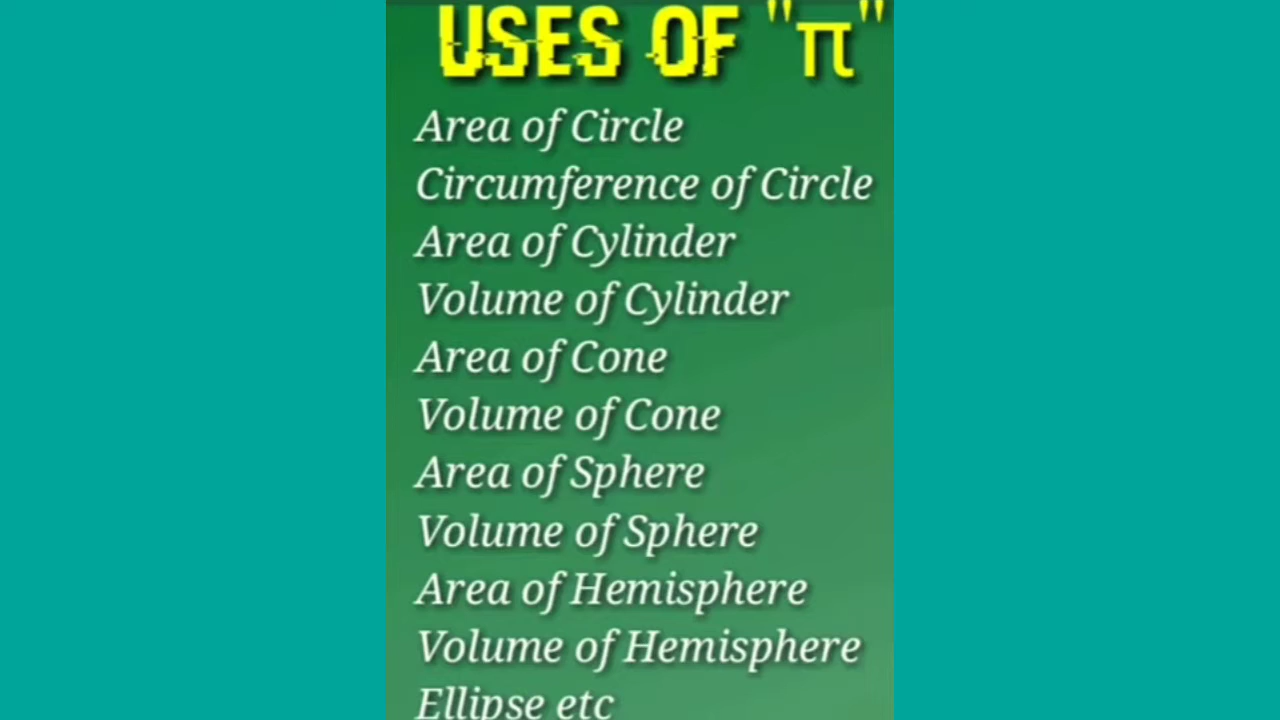 USES OF "π"
Area of Circle
Circumference of Circle
Area of Cylinder
Volume of Cylinder
Area of Cone
Volume of Cone
Area of Sphere
Volume of Sphere
Area of Hemisphere
Volume of Hemisphere
Ellipse etc